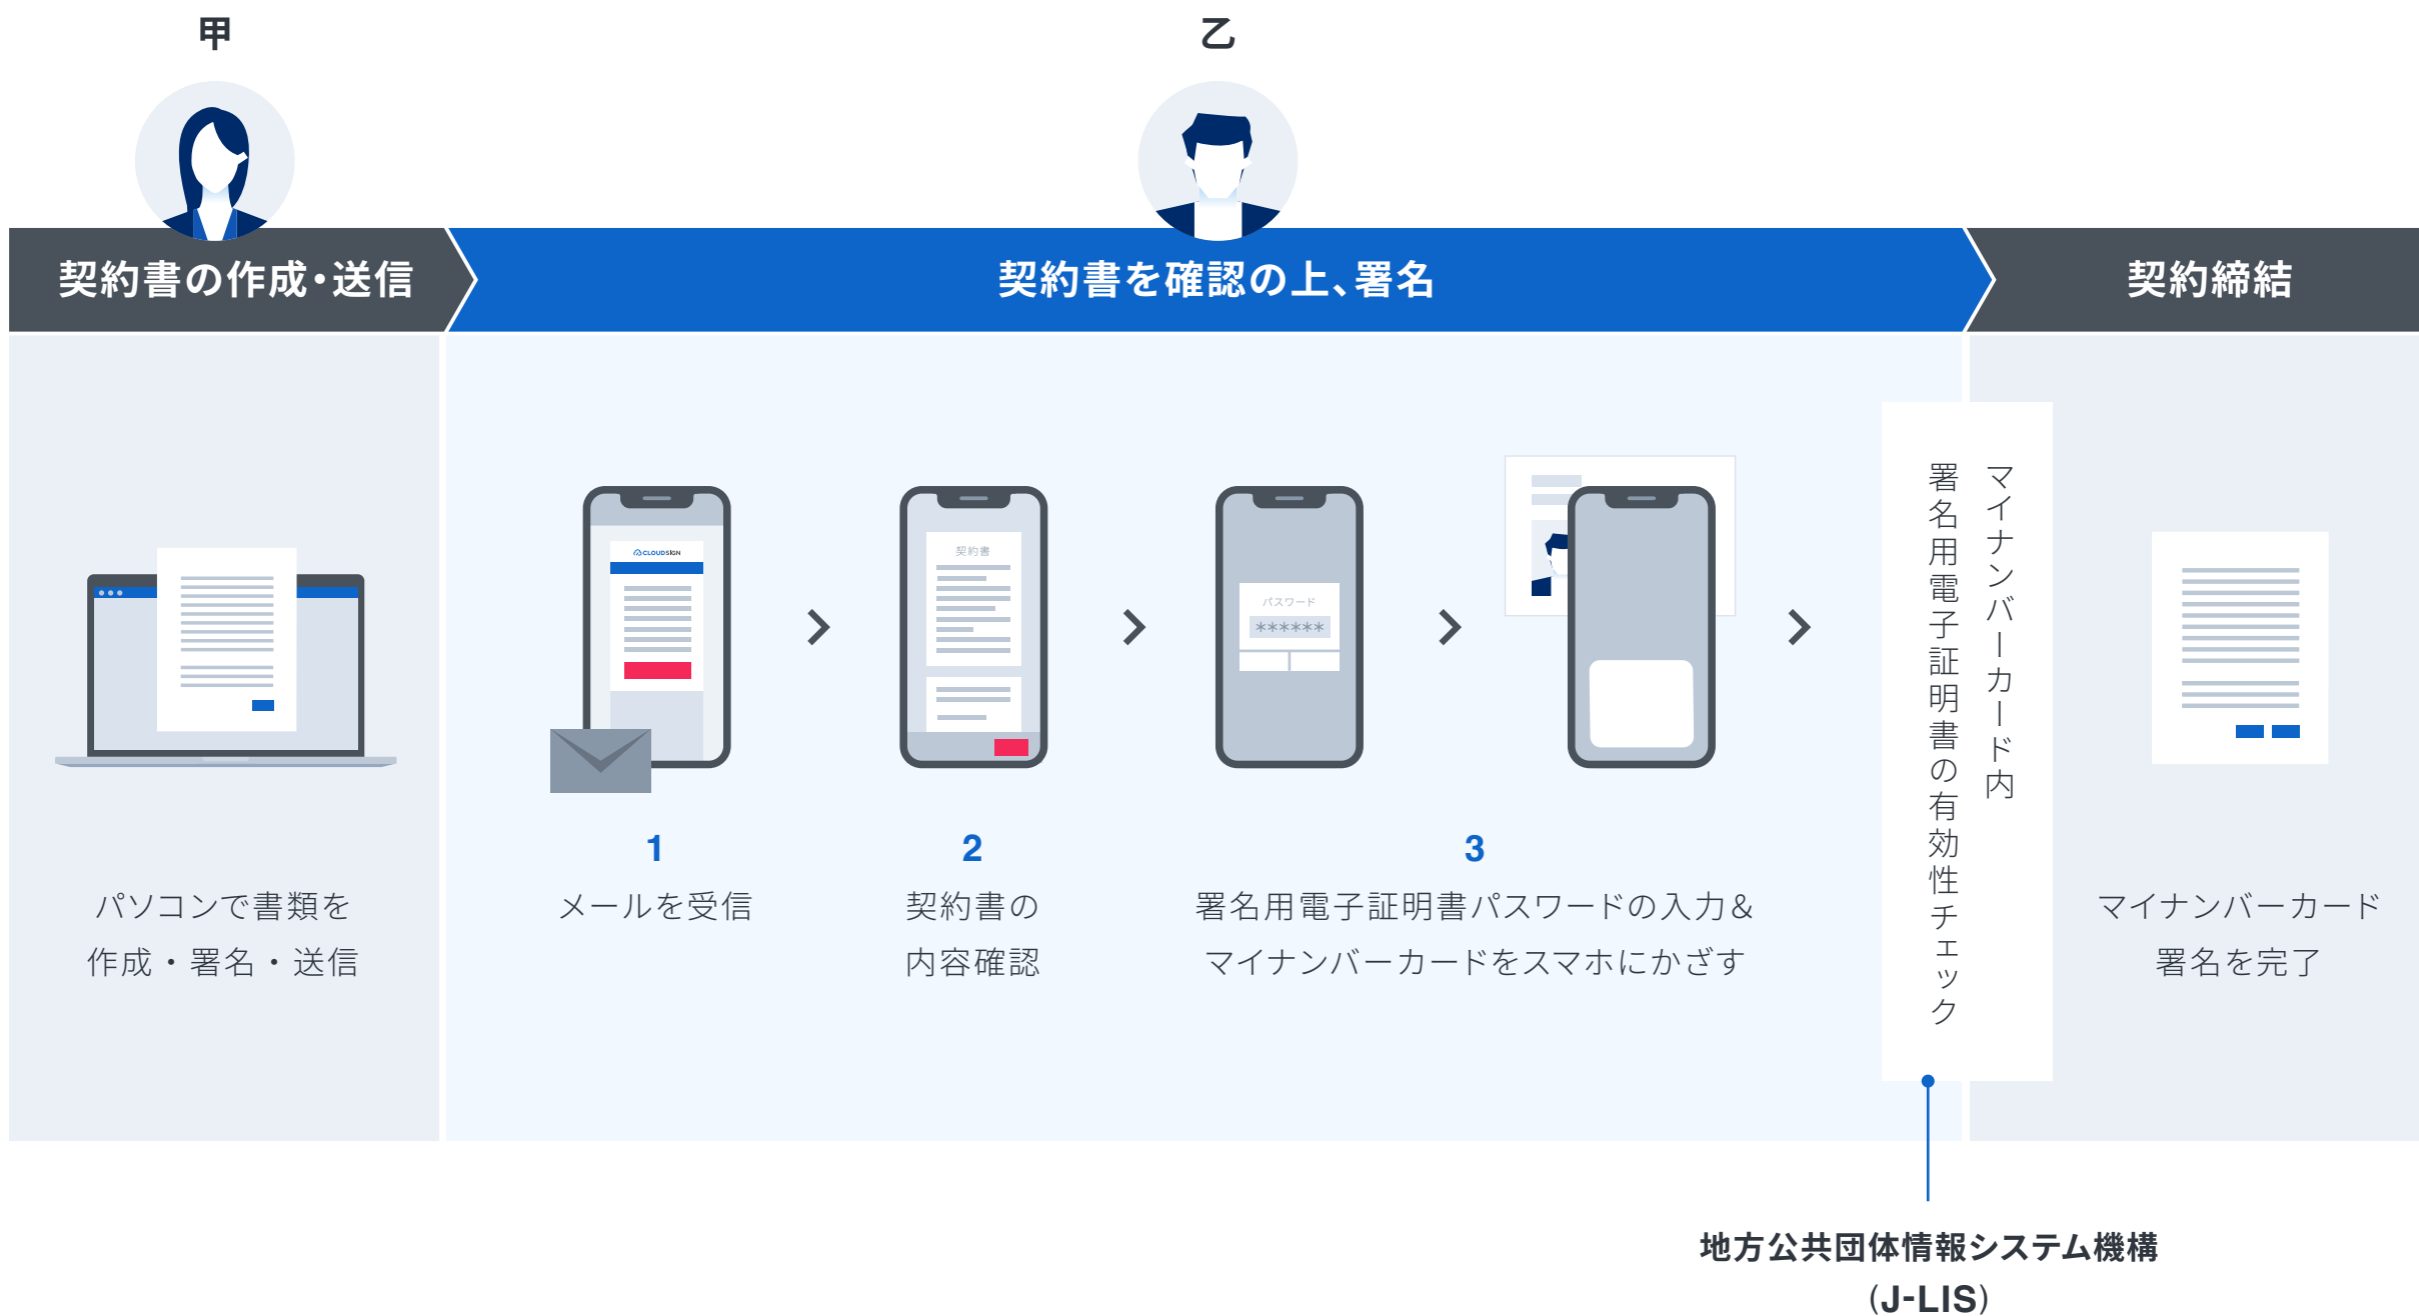 甲
乙
契約書の作成・送信
契約書を確認の上、署名
契約締結
CLOUDSIGN
契約書
パスワード
******
マイナンバーカード内
署名用電子証明書の有効性チェック
パソコンで書類を
作成・署名・送信
1
メールを受信
2
契約書の
内容確認
3
署名用電子証明書パスワードの入力&
マイナンバーカードをスマホにかざす
マイナンバーカード
署名を完了
地方公共団体情報システム機構
(J-LIS)